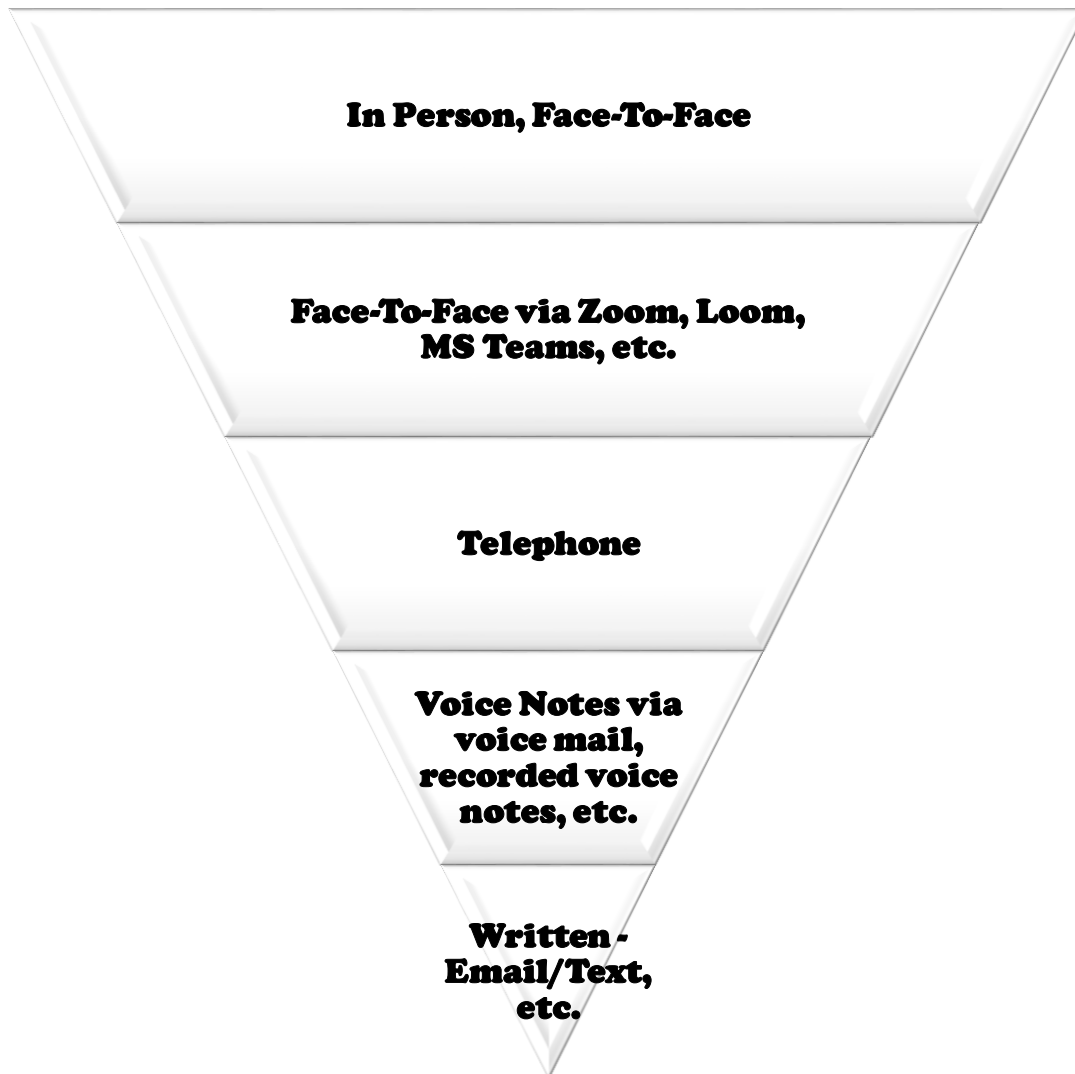 In Person, Face-To-Face
Face-To-Face via Zoom, Loom,
MS Teams, etc.
Telephone
Voice Notes via
voice mail,
recorded voice
notes, etc.
Written -
Email/Text,
etc.